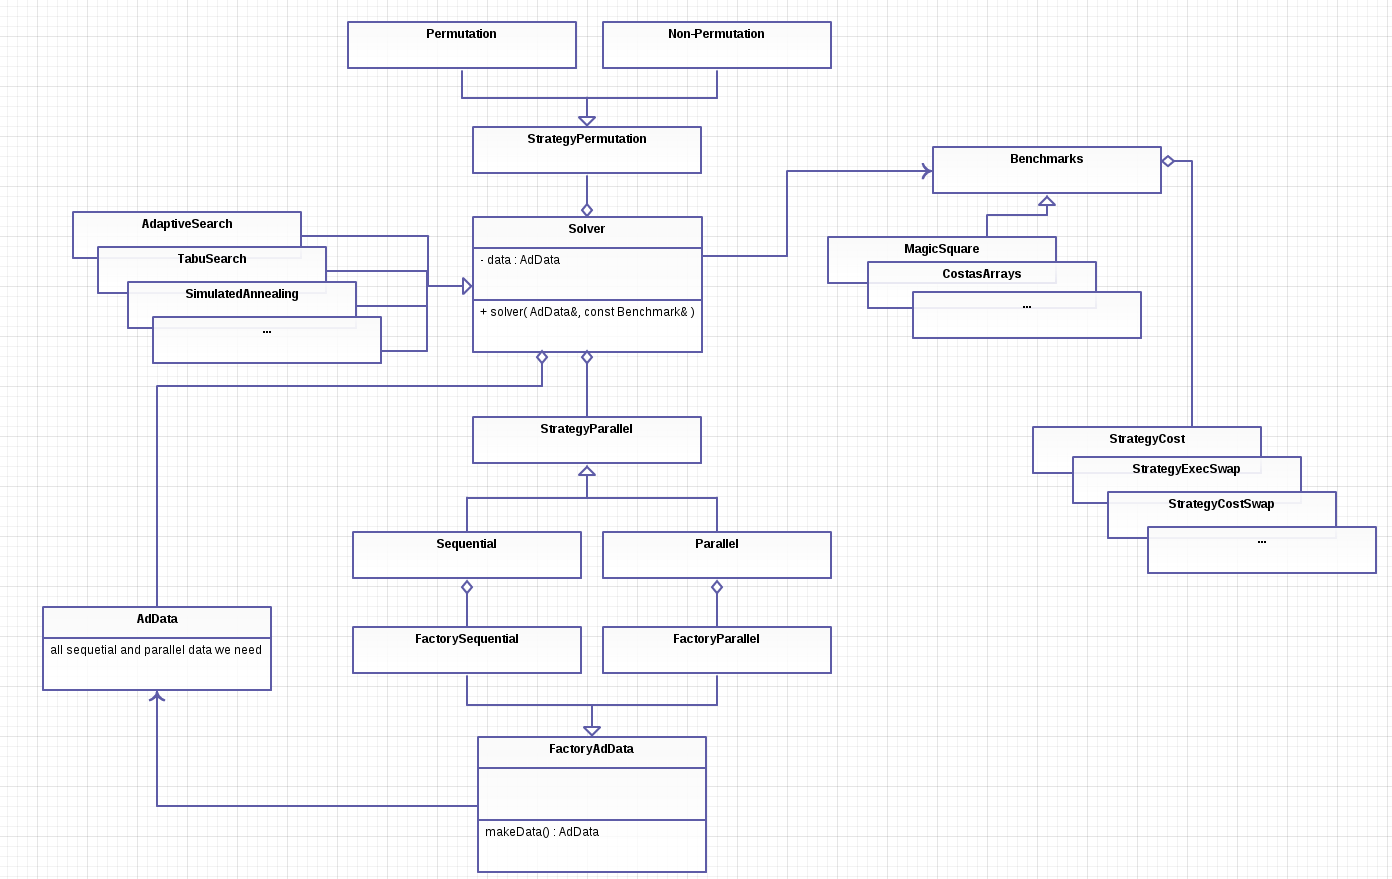 Permutation
Non-Permutation
StrategyPermutation
Benchmarks
AdaptiveSearch
TabuSearch
SimulatedAnnealing
...
Solver
- data : AdData
+ solver( AdData&, const Benchmark& )
MagicSquare
CostasArrays
...
StrategyParallel
StrategyCost
StrategyExecSwap
StrategyCostSwap
...
Sequential
Parallel
AdData
all sequetial and parallel data we need
FactorySequential
FactoryParallel
FactoryAdData
makeData() : AdData